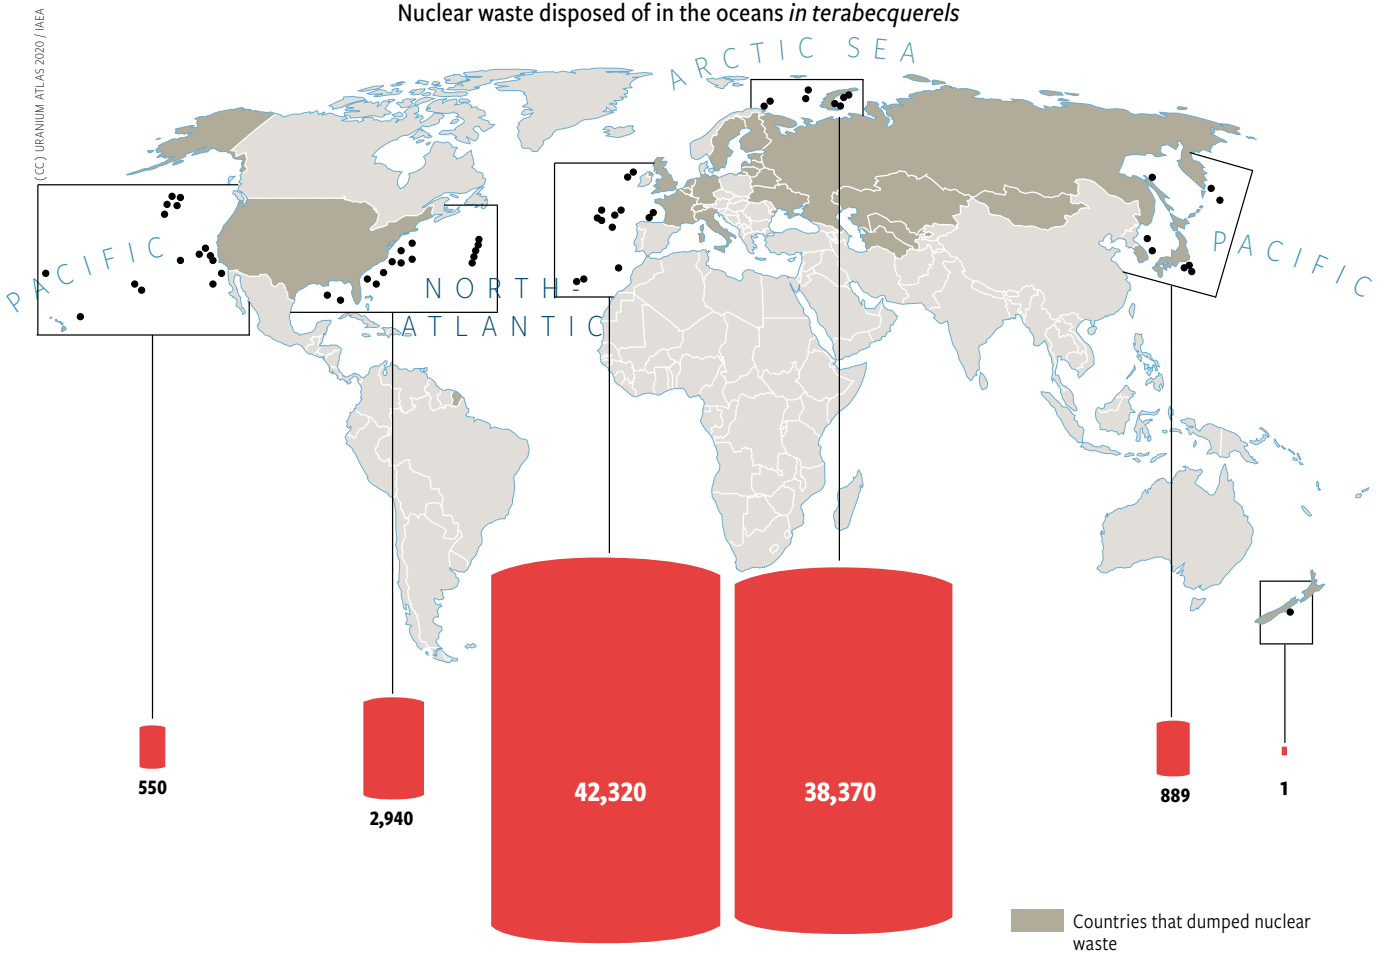 Nuclear waste disposed of in the oceans in terabecquerels
(CC) URANIUM ATLAS 2020 / IAEA
ARCTIC SEA
PACIFIC
NORTH-
ATLANTIC
PACIFIC
550
2,940
42,320
38,370
889
1
Countries that dumped nuclear
waste